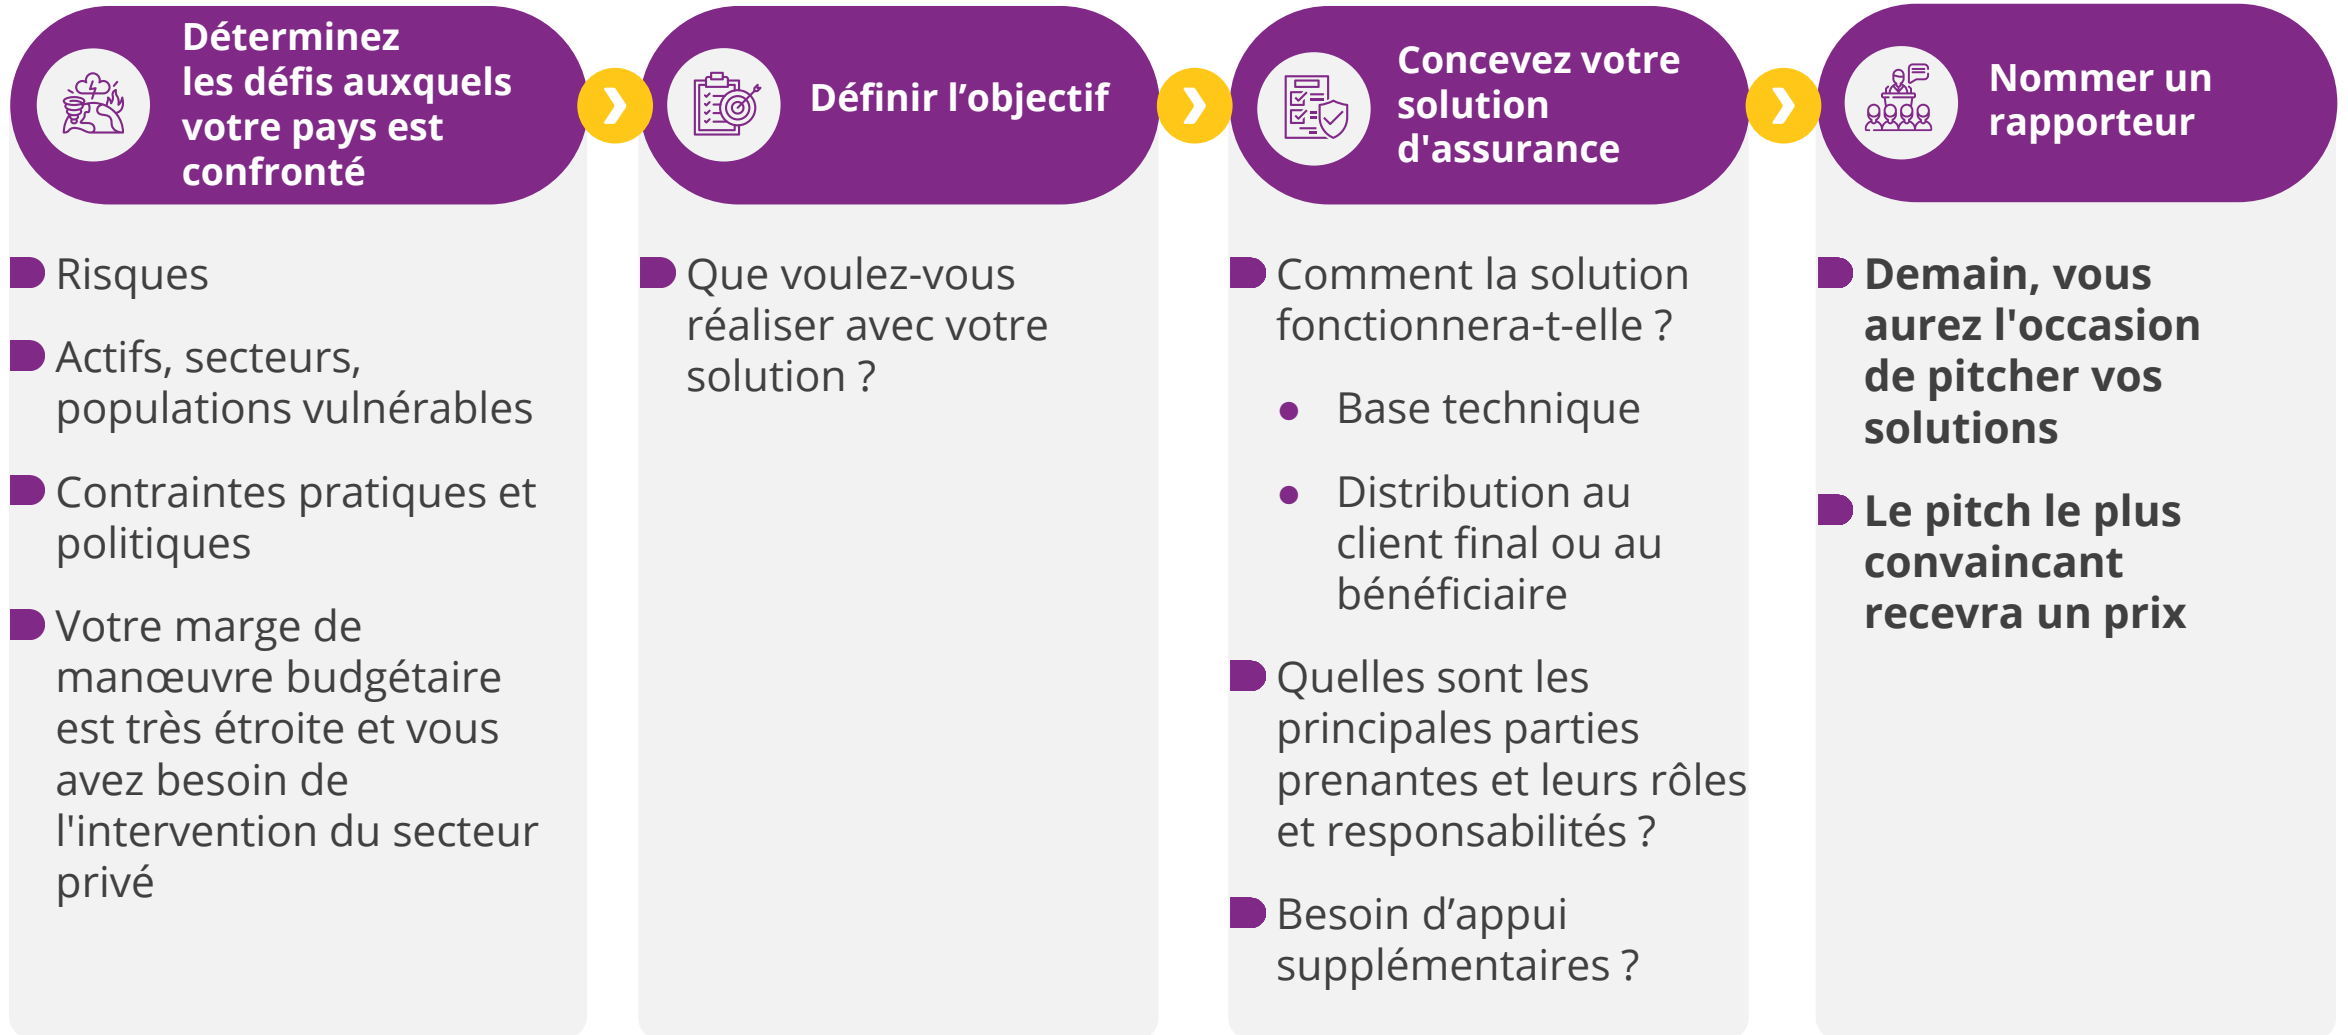 Déterminez
les défis auxquels
votre pays est
confronté
Risques
Actifs, secteurs,
populations vulnérables
Contraintes pratiques et
politiques
Votre marge de
manœuvre budgétaire
est très étroite et vous
avez besoin de
l'intervention du secteur
privé
Définir l’objectif
Que voulez-vous
réaliser avec votre
solution ?
Concevez votre
solution
d'assurance
Comment la solution
fonctionnera-t-elle ?
Base technique
Distribution au
client final ou au
bénéficiaire
Quelles sont les
principales parties
prenantes et leurs rôles
et responsabilités ?
Besoin d’appui
supplémentaires ?
Nommer un
rapporteur
Demain, vous
aurez l'occasion
de pitcher vos
solutions
Le pitch le plus
convaincant
recevra un prix